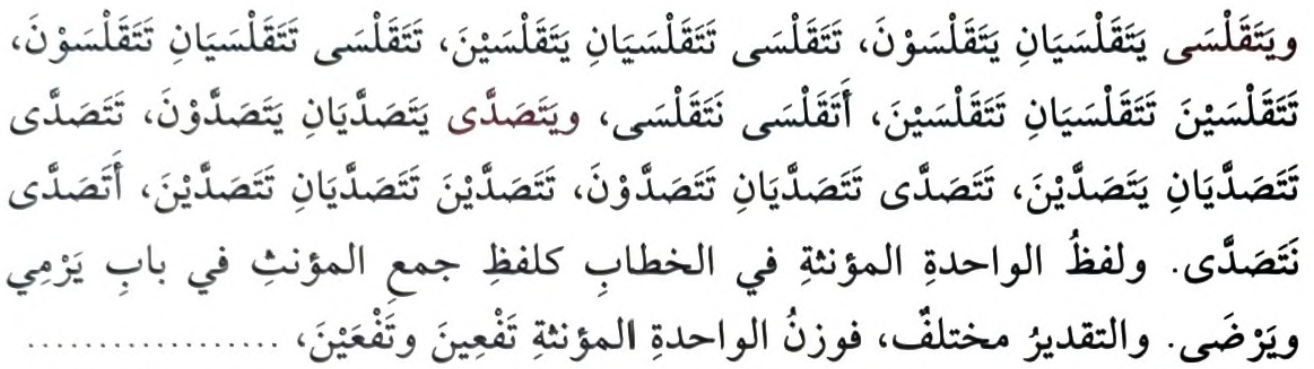 ويَتَقَلْسَى يَتَقَلْسَيَانِ يَتَقَلْسَوْنَ، تَتَقَلْسَى تَتَقَلْسَيَانِ يَتَقَلْسَيْنَ، تَتَقَلْسَى تَتَقَلْسَيَانِ تَتَقَلْسَوْنَ،
تَتَقَلْسَيْنَ تَتَقَلْسَيَانِ تَتَقَلْسَيْنَ، أَتَقَلْسَى نَتَقَلْسَى، ويَتَصَدَّى يَتَصَدَّيَانِ يَتَصَدَّوْنَ، تَتَصَدَّى
تَتَصَدَّيَانِ يَتَصَدَّيْنَ، تَتَصَدَّى تَتَصَدَّيَانِ تَتَصَدَّوْنَ، تَتَصَدَّيْنَ تَتَصَدَّيَانِ تَتَصَدَّيْنَ، أَتَصَدَّى
نَتَصَدَّى. ولفظُ الواحدةِ المؤنثةِ في الخطابِ كلفظِ جمعِ المؤنثِ في بابِ يَرْمِي
ويَرْضَى. والتقديرُ مختلفٌ، فوزنُ الواحدةِ المؤنثةِ تَفْعِينَ وتَفْعَيْنَ، ..................